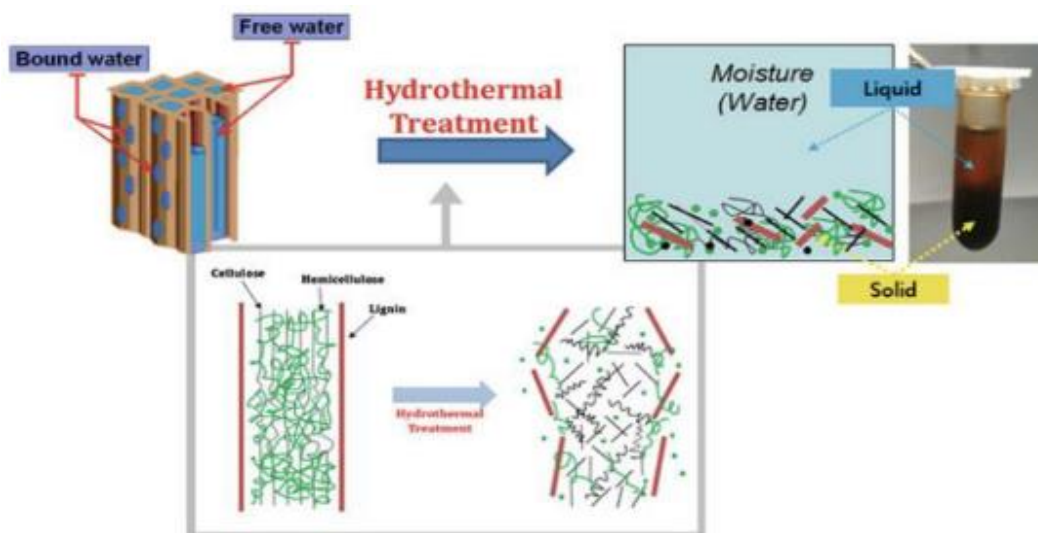 Free water
Bound water
Hydrothermal
Treatment
Moisture
(Water)
Liquid
Solid
Cellulose
Hemicellulose
Lignin
Hydrothermal
Treatment